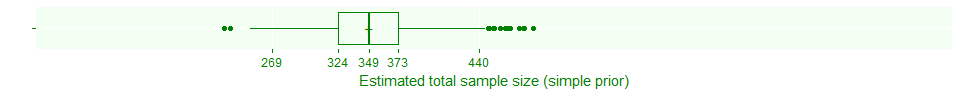 269 324 349 373 440
Estimated total sample size (simple prior)